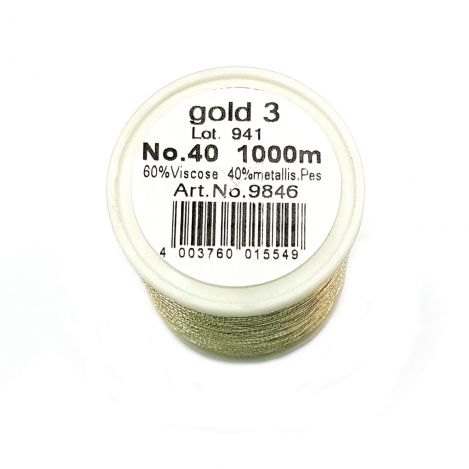 gold 3
Lot. 941
No.40 1000m
60%Viscose 40%metallis.Pes
Art.No.9846
4 003760 015549